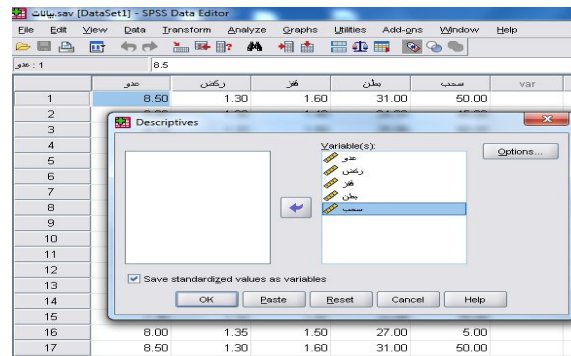 بيانات.sav [DataSet1] - SPSS Data Editor
File Edit View Data Transform Analyze Graphs Utilities Add-ons Window Help
1 : عدو 8.5
عدو ركض قفز بطن سحب var
1 8.50 1.30 1.60 31.00 50.00
2
3
4
5
6
7
8
9
10
11
12
13
14
15
16 8.00 1.35 1.50 27.00 5.00
17 8.50 1.30 1.60 31.00 50.00
Descriptives
Variable(s):
عدو
ركض
قفز
بطن
سحب
Options...
Save standardized values as variables
OK Paste Reset Cancel Help